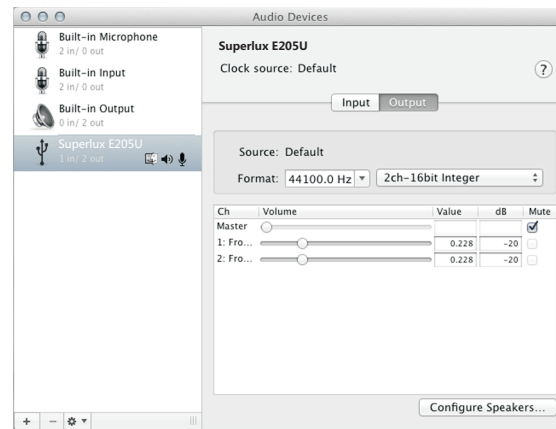 Audio Devices
Built-in Microphone
2 in/ 0 out
Built-in Input
2 in/ 0 out
Built-in Output
0 in/ 2 out
Superlux E205U
1 in/ 2 out
Superlux E205U
Clock source: Default
?
Input Output
Source: Default
Format: 44100.0 Hz 2ch-16bit Integer
Ch Volume Value dB Mute
Master
1: Fro... 0.228 -20
2: Fro... 0.228 -20
Configure Speakers...
+ −